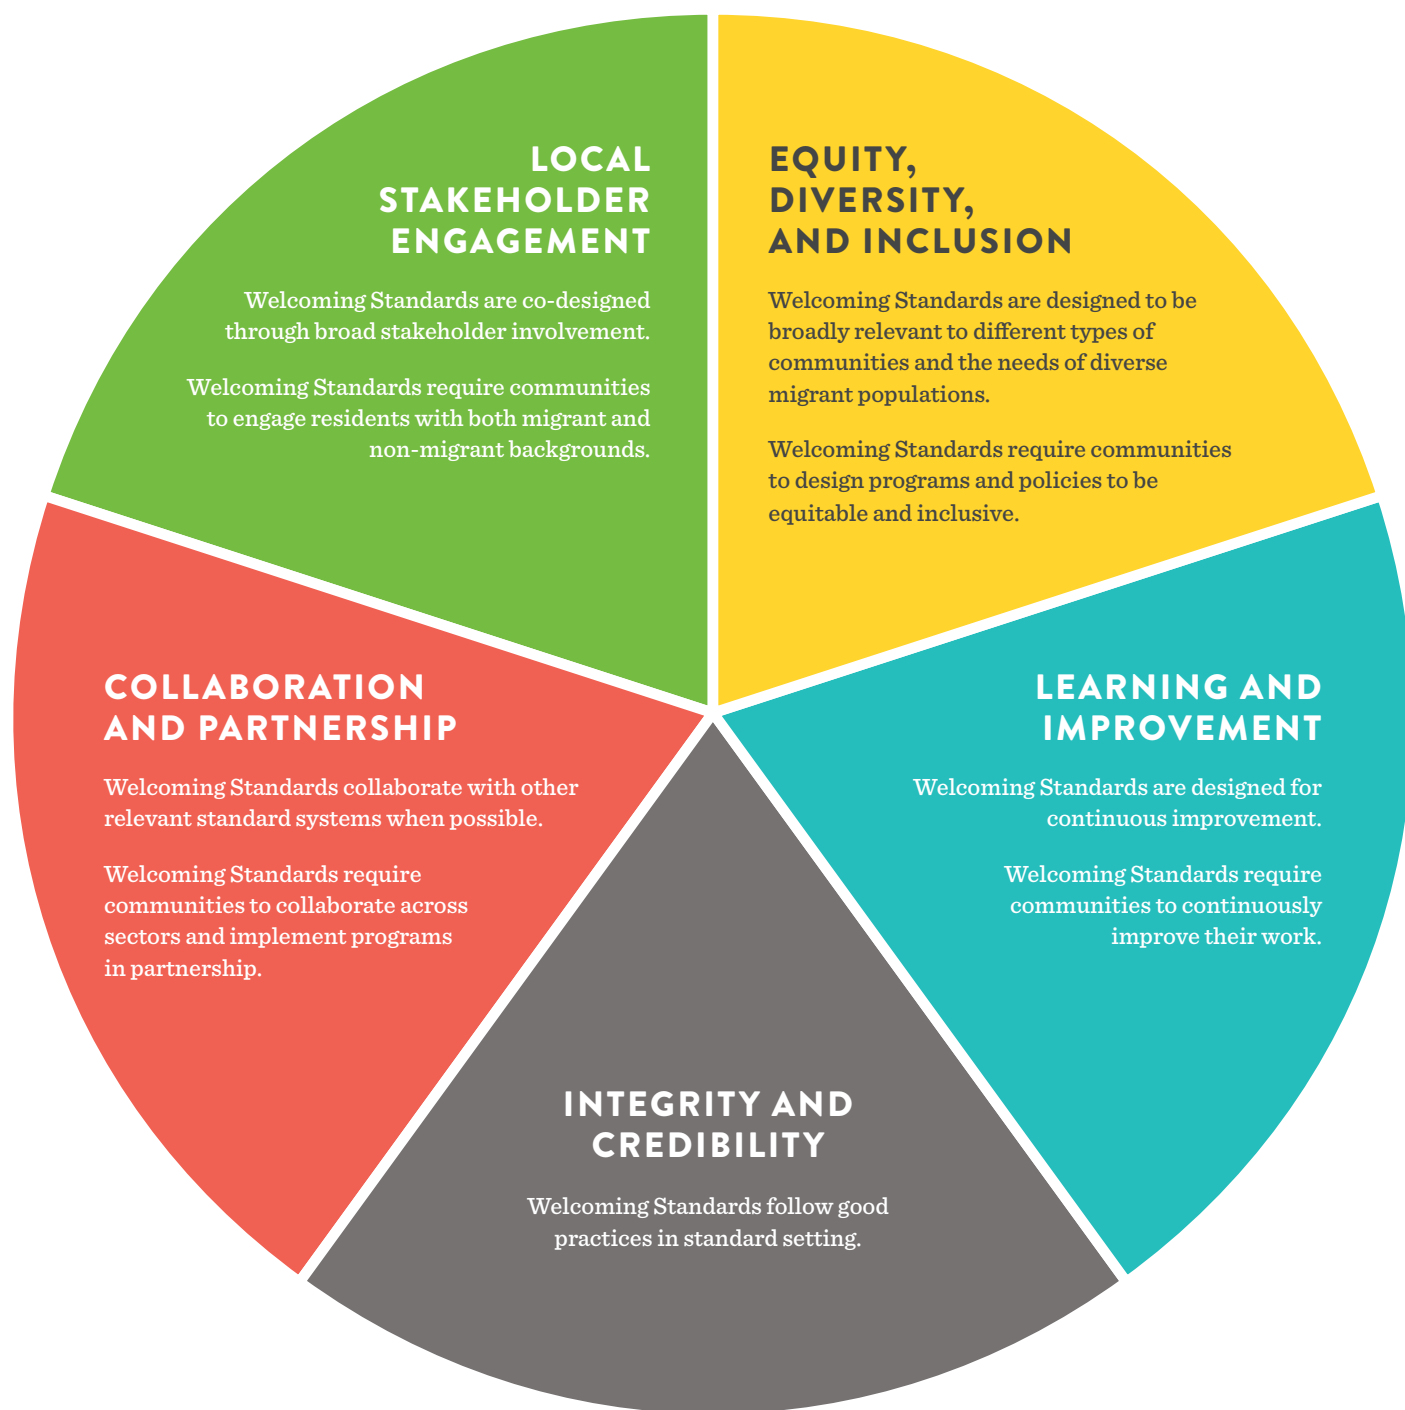 LOCAL
STAKEHOLDER
ENGAGEMENT
Welcoming Standards are co-designed
through broad stakeholder involvement.
Welcoming Standards require communities
to engage residents with both migrant and
non-migrant backgrounds.
EQUITY,
DIVERSITY,
AND INCLUSION
Welcoming Standards are designed to be
broadly relevant to different types of
communities and the needs of diverse
migrant populations.
Welcoming Standards require communities
to design programs and policies to be
equitable and inclusive.
COLLABORATION
AND PARTNERSHIP
Welcoming Standards collaborate with other
relevant standard systems when possible.
Welcoming Standards require
communities to collaborate across
sectors and implement programs
in partnership.
LEARNING AND
IMPROVEMENT
Welcoming Standards are designed for
continuous improvement.
Welcoming Standards require
communities to continuously
improve their work.
INTEGRITY AND
CREDIBILITY
Welcoming Standards follow good
practices in standard setting.